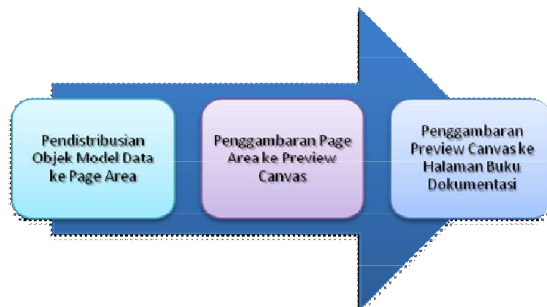 Pendistribusian
Objek Model Data
ke Page Area
Penggambaran Page
Area ke Preview
Canvas
Penggambaran
Preview Canvas ke
Halaman Buku
Dokumentasi